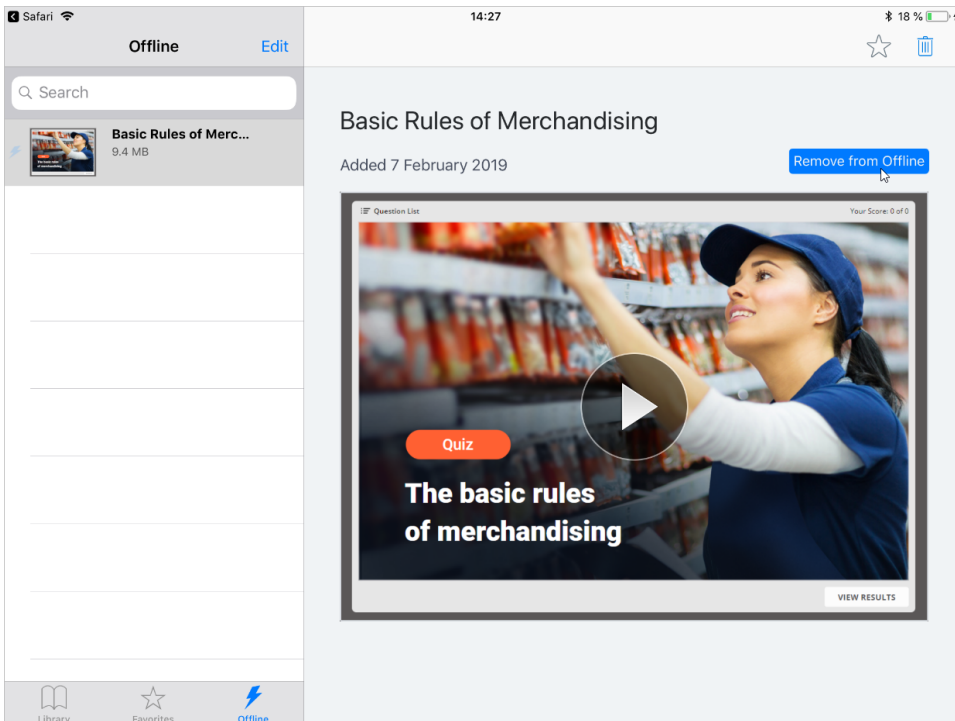 Safari
14:27
18 %
Offline
Edit
Search
Basic Rules of Merc...
9.4 MB
Basic Rules of Merchandising
Added 7 February 2019
Remove from Offline
Question List
Your Score: 0 of 0
Quiz
The basic rules
of merchandising
VIEW RESULTS
Library
Favorites
Offline